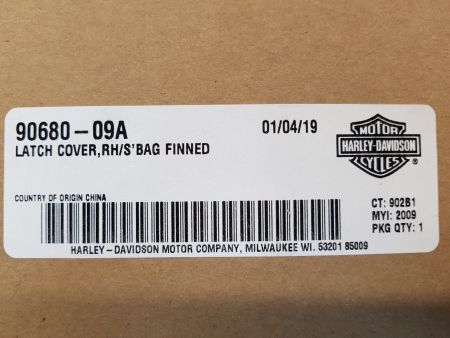 90680-09A
01/04/19
LATCH COVER,RH/S'BAG FINNED
MOTOR
HARLEY-DAVIDSON
CYCLES
COUNTRY OF ORIGIN CHINA
CT: 902B1
MYI: 2009
PKG QTY: 1
HARLEY-DAVIDSON MOTOR COMPANY, MILWAUKEE WI. 53201 85009